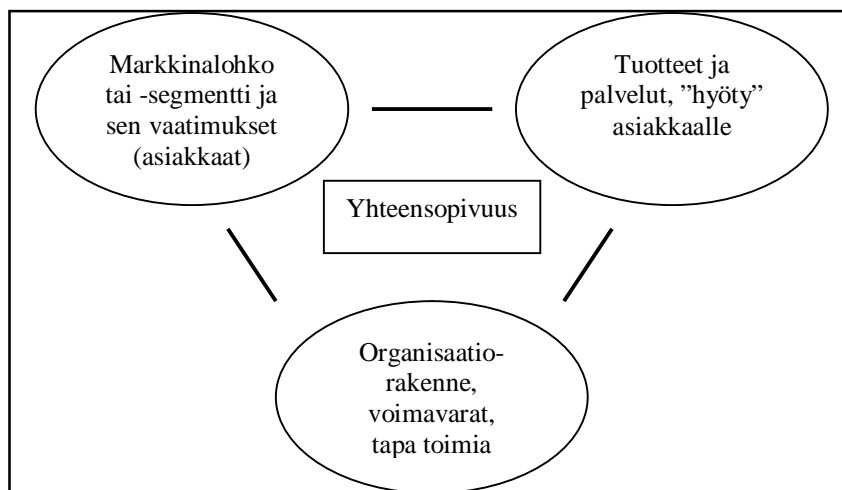 Markkinalohko
tai -segmentti ja
sen vaatimukset
(asiakkaat)
Tuotteet ja
palvelut, ”hyöty”
asiakkaalle
Yhteensopivuus
Organisaatio-
rakenne,
voimavarat,
tapa toimia